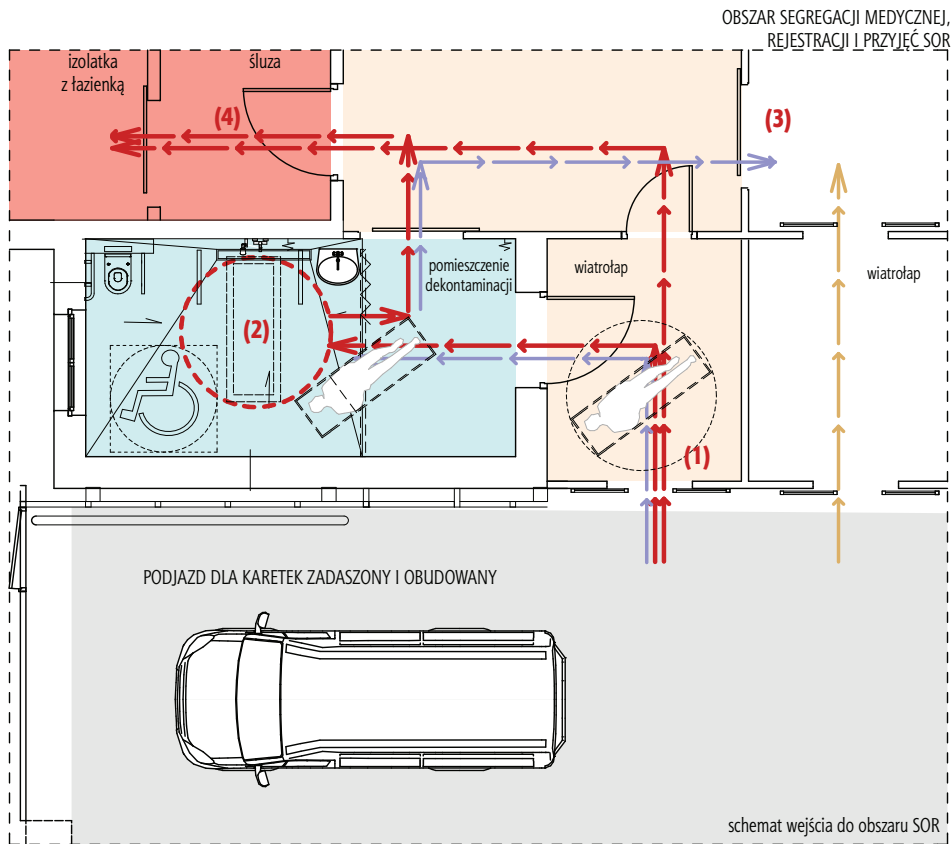 OBSZAR SEGREGACJI MEDYCZNEJ,
REJESTRACJI I PRZYJĘĆ SOR
izolatka
z łazienką
śluza
(4)
(3)
pomieszczenie
dekontaminacji
wiatrołap
wiatrołap
(2)
(1)
PODJAZD DLA KARETEK ZADASZONY I OBUDOWANY
schemat wejścia do obszaru SOR